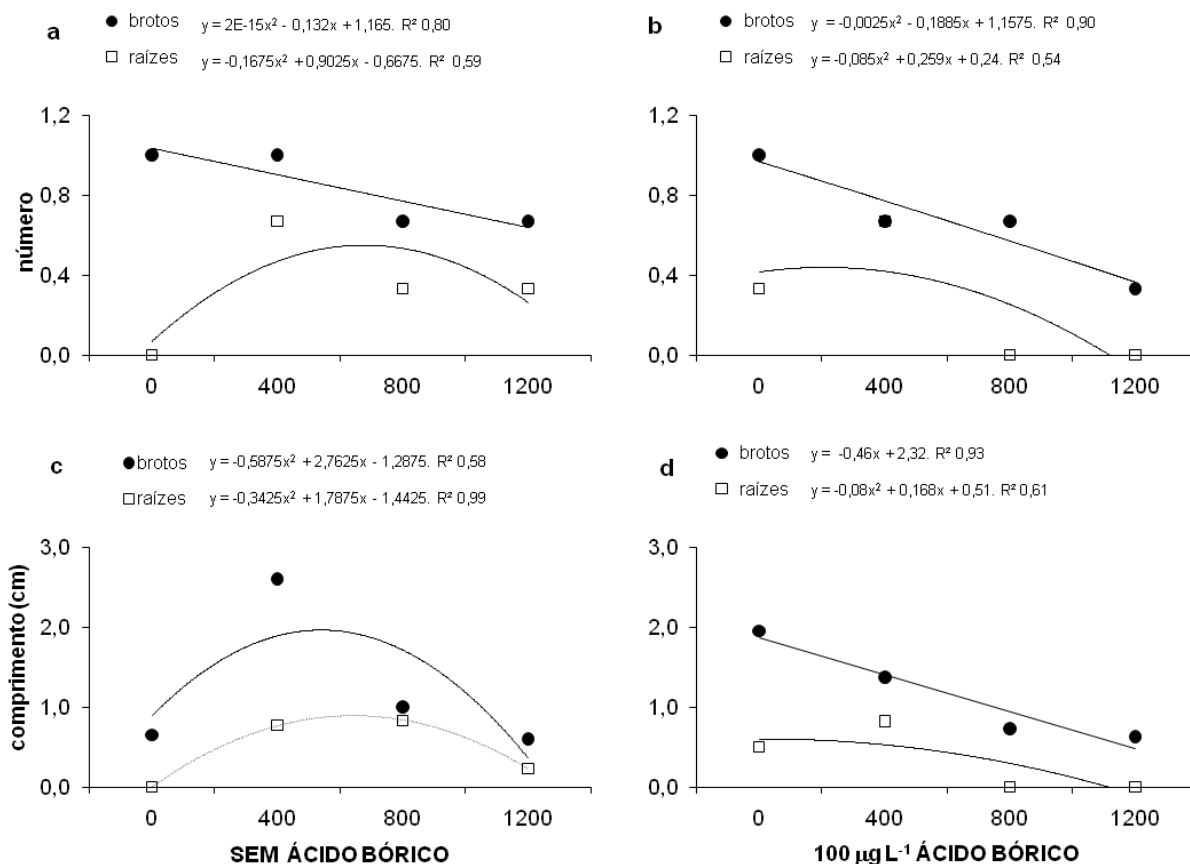 a
● brotos y = 2E-15x² - 0,132x + 1,165. R² 0,80
□ raízes y = -0,1675x² + 0,9025x - 0,6675. R² 0,59
número
1,2
0,8
0,4
0,0
0 400 800 1200
b
● brotos y = -0,0025x² - 0,1885x + 1,1575. R² 0,90
□ raízes y = -0,085x² + 0,259x + 0,24. R² 0,54
1,2
0,8
0,4
0,0
0 400 800 1200
c
● brotos y = -0,5875x² + 2,7625x - 1,2875. R² 0,58
□ raízes y = -0,3425x² + 1,7875x - 1,4425. R² 0,99
comprimento (cm)
3,0
2,0
1,0
0,0
0 400 800 1200
SEM ÁCIDO BÓRICO
d
● brotos y = -0,46x + 2,32. R² 0,93
□ raízes y = -0,08x² + 0,168x + 0,51. R² 0,61
3,0
2,0
1,0
0,0
0 400 800 1200
100 µg L⁻¹ ÁCIDO BÓRICO